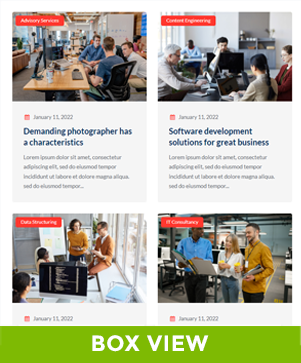 Advisory Services
Content Engineering
January 11, 2022
January 11, 2022
Demanding photographer has
a characteristics
Software development
solutions for great business
Lorem ipsum dolor sit amet, consectetur
adipiscing elit, sed do eiusmod tempor
incididunt ut labore et dolore magna aliqua.
sed do eiusmod tempor...
Lorem ipsum dolor sit amet, consectetur
adipiscing elit, sed do eiusmod tempor
incididunt ut labore et dolore magna aliqua.
sed do eiusmod tempor...
Data Structuring
IT Consultancy
January 11, 2022
January 11, 2022
BOX VIEW